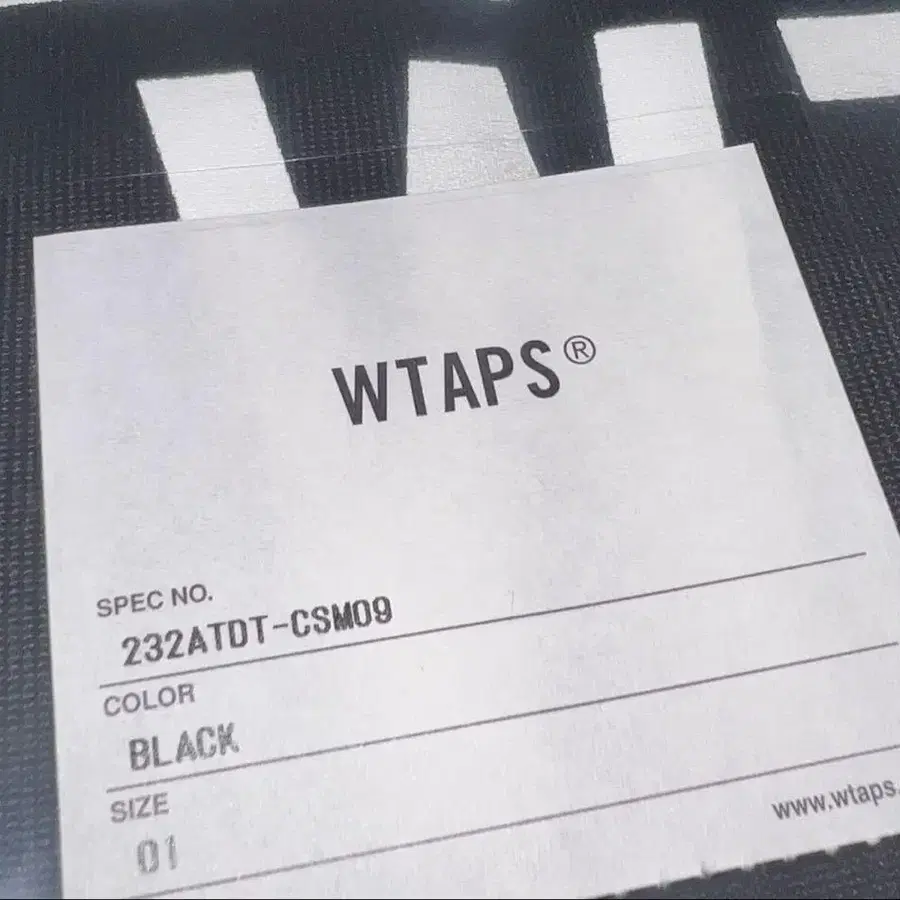 WTAPS®
SPEC NO.
232ATDT-CSM09
COLOR
BLACK
SIZE
01
www.wtaps.